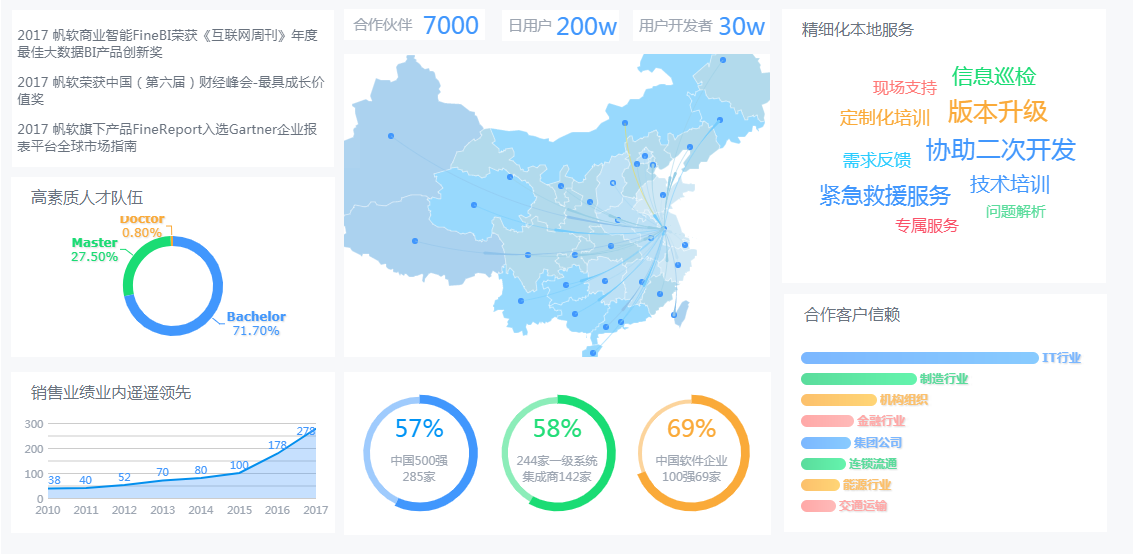 2017 帆软商业智能FineBI荣获《互联网周刊》年度
最佳大数据BI产品创新奖
2017 帆软荣获中国（第六届）财经峰会-最具成长价
值奖
2017 帆软旗下产品FineReport入选Gartner企业报
表平台全球市场指南
高素质人才队伍
Doctor
0.80%
Master
27.50%
Bachelor
71.70%
销售业绩业内遥遥领先
300
200
100
0
38
40
52
70
80
100
178
278
2010
2011
2012
2013
2014
2015
2016
2017
合作伙伴 7000
日用户 200w
用户开发者 30w
57%
中国500强
285家
58%
244家一级系统
集成商142家
69%
中国软件企业
100强69家
精细化本地服务
信息巡检
现场支持
版本升级
定制化培训
协助二次开发
需求反馈
技术培训
紧急救援服务
问题解析
专属服务
合作客户信赖
IT行业
制造行业
机构组织
金融行业
集团公司
连锁流通
能源行业
交通运输